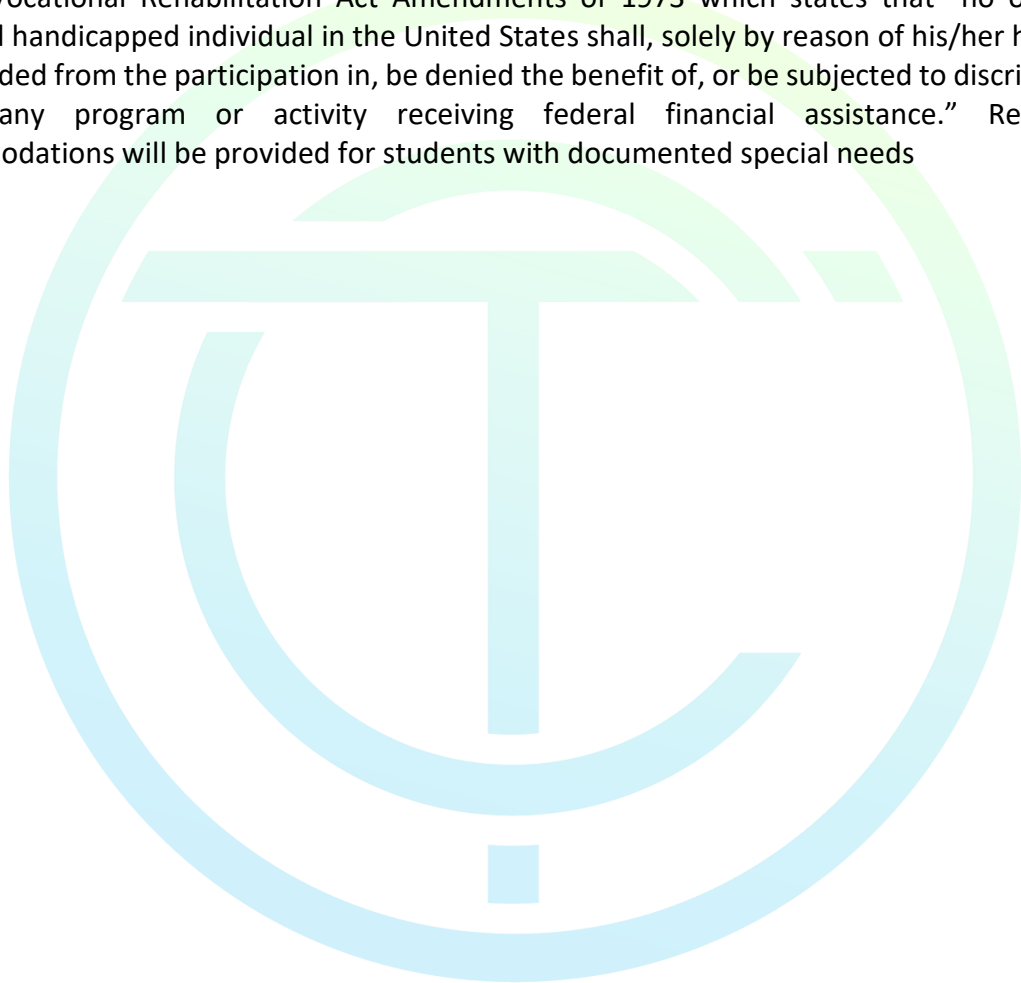 Vocational Rehabilitation Act Amendments of 1973 which states that "no o
l handicapped individual in the United States shall, solely by reason of his/her h
ded from the participation in, be denied the benefit of, or be subjected to discri
any program or activity receiving federal financial assistance.” Re
odations will be provided for students with documented special needs